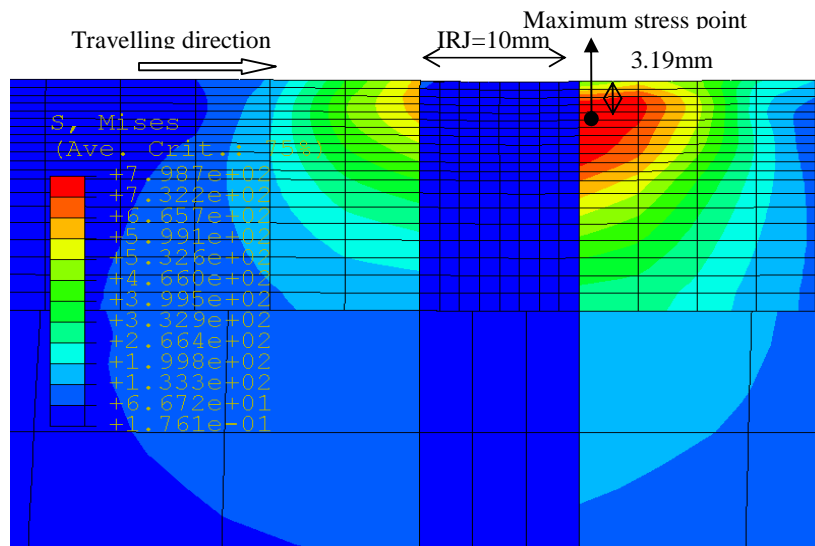 Maximum stress point
Travelling direction
IRJ=10mm
3.19mm
S, Mises
(Ave. Crit.: 75%)
+7.987e+02
+7.322e+02
+6.657e+02
+5.991e+02
+5.326e+02
+4.660e+02
+3.995e+02
+3.329e+02
+2.664e+02
+1.998e+02
+1.333e+02
+6.672e+01
+1.761e-01